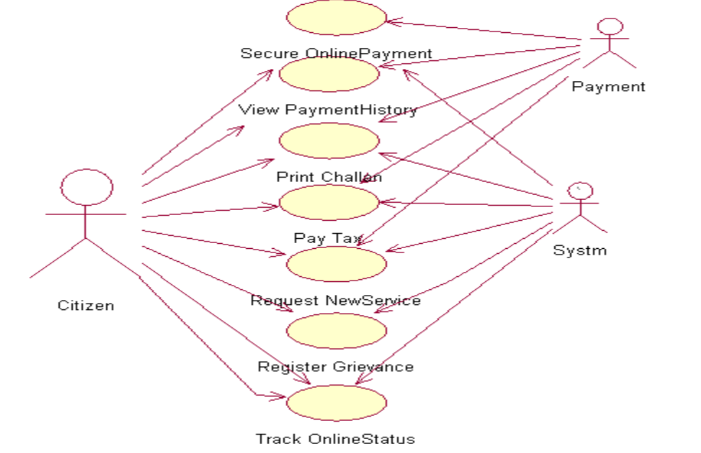 Secure OnlinePayment
Payment
View PaymentHistory
Print Challan
Pay Tax
Systm
Citizen
Request NewService
Register Grievance
Track OnlineStatus